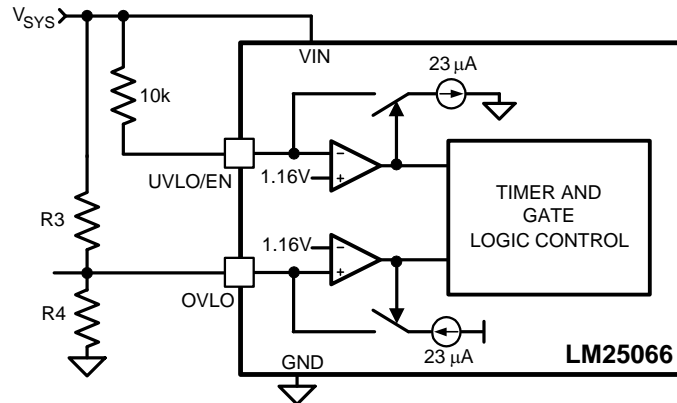 VSYS
VIN
10k
23 µA
UVLO/EN
1.16V
−
+
TIMER AND
GATE
LOGIC CONTROL
R3
1.16V
−
+
OVLO
R4
23 µA
GND
LM25066